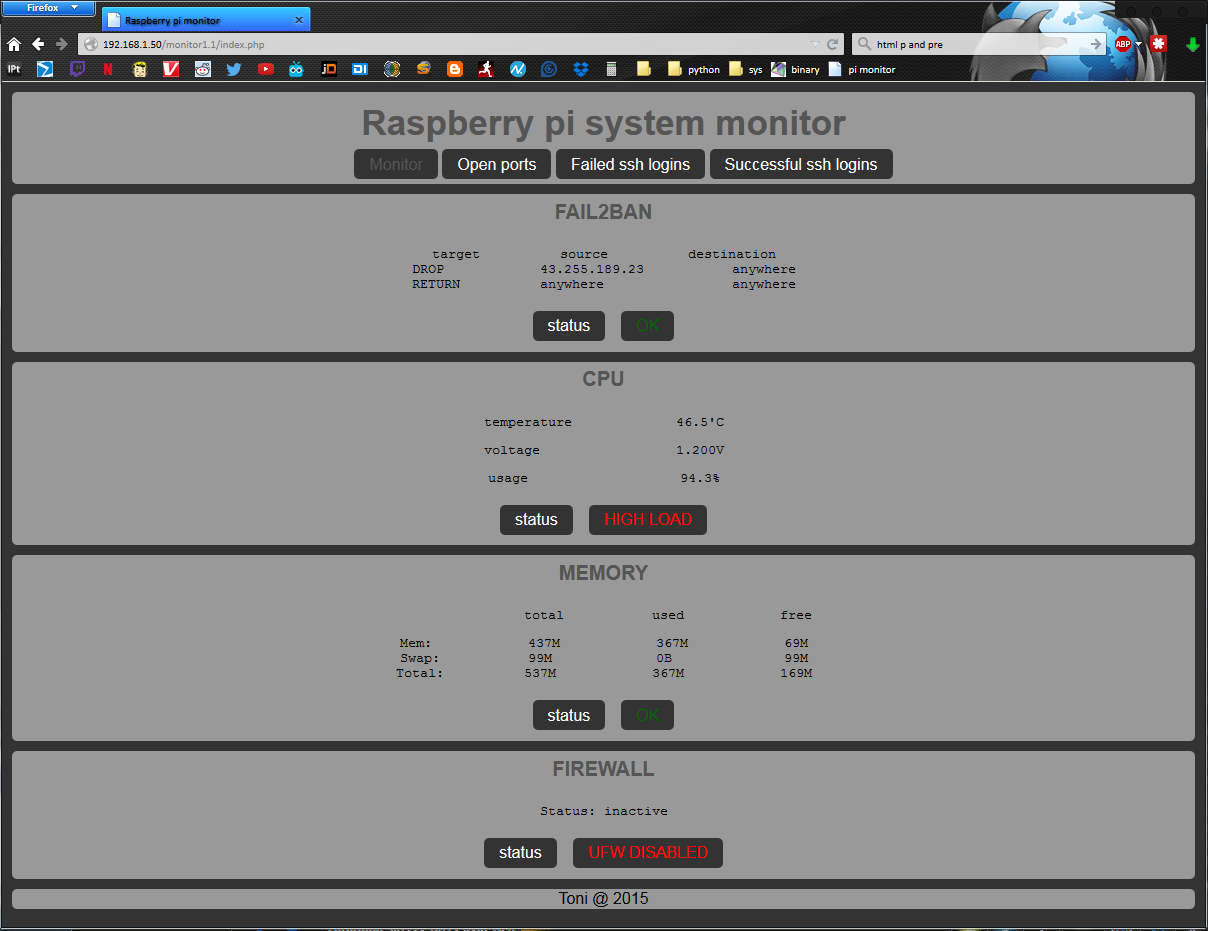 Firefox
Raspberry pi monitor
192.168.1.50/monitor1.1/index.php
html p and pre
ABP
IPt
python sys binary pi monitor
Raspberry pi system monitor
Monitor Open ports Failed ssh logins Successful ssh logins
FAIL2BAN
target source destination
DROP 43.255.189.23 anywhere
RETURN anywhere anywhere
status OK
CPU
temperature 46.5'C
voltage 1.200V
usage 94.3%
status HIGH LOAD
MEMORY
total used free
Mem: 437M 367M 69M
Swap: 99M 0B 99M
Total: 537M 367M 169M
status OK
FIREWALL
Status: inactive
status UFW DISABLED
Toni @ 2015